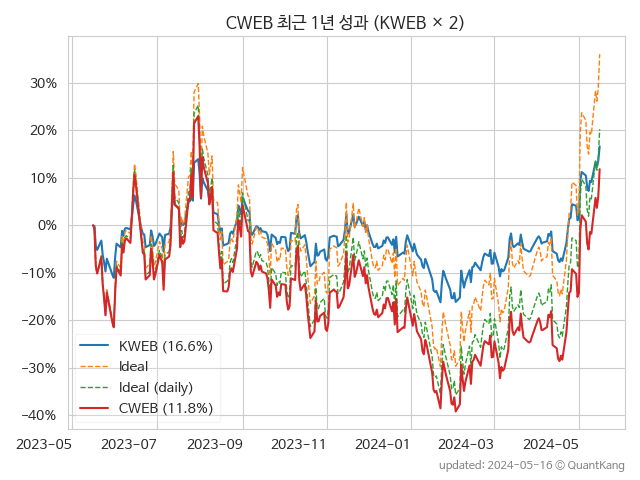 CWEB 최근 1년 성과 (KWEB × 2)
30%
20%
10%
0%
−10%
−20%
−30%
−40%
KWEB (16.6%)
Ideal
Ideal (daily)
CWEB (11.8%)
2023-05 2023-07 2023-09 2023-11 2024-01 2024-03 2024-05
updated: 2024-05-16 ⓒ QuantKang